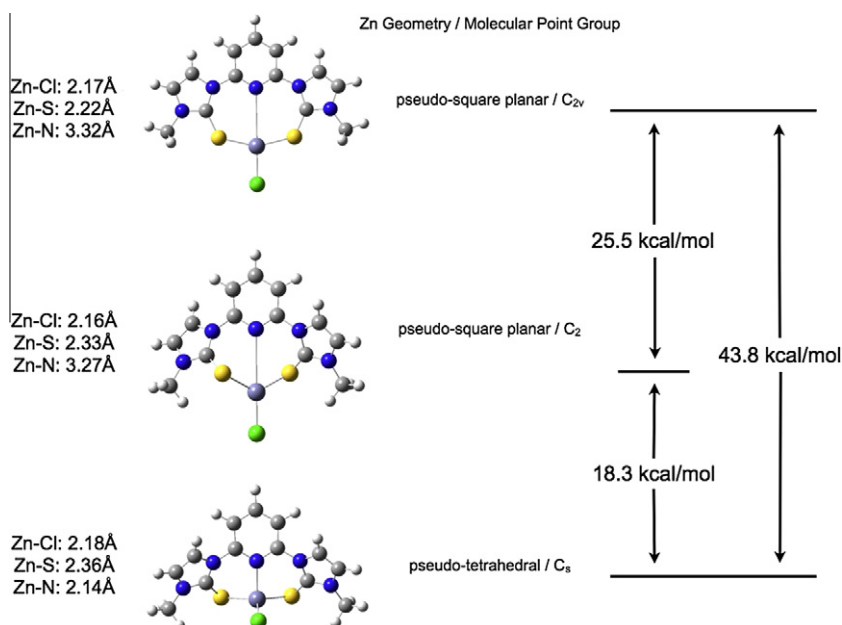 Zn Geometry / Molecular Point Group
Zn-Cl: 2.17Å
Zn-S: 2.22Å
Zn-N: 3.32Å
pseudo-square planar / C2v
25.5 kcal/mol
Zn-Cl: 2.16Å
Zn-S: 2.33Å
Zn-N: 3.27Å
pseudo-square planar / C2
43.8 kcal/mol
18.3 kcal/mol
Zn-Cl: 2.18Å
Zn-S: 2.36Å
Zn-N: 2.14Å
pseudo-tetrahedral / Cs